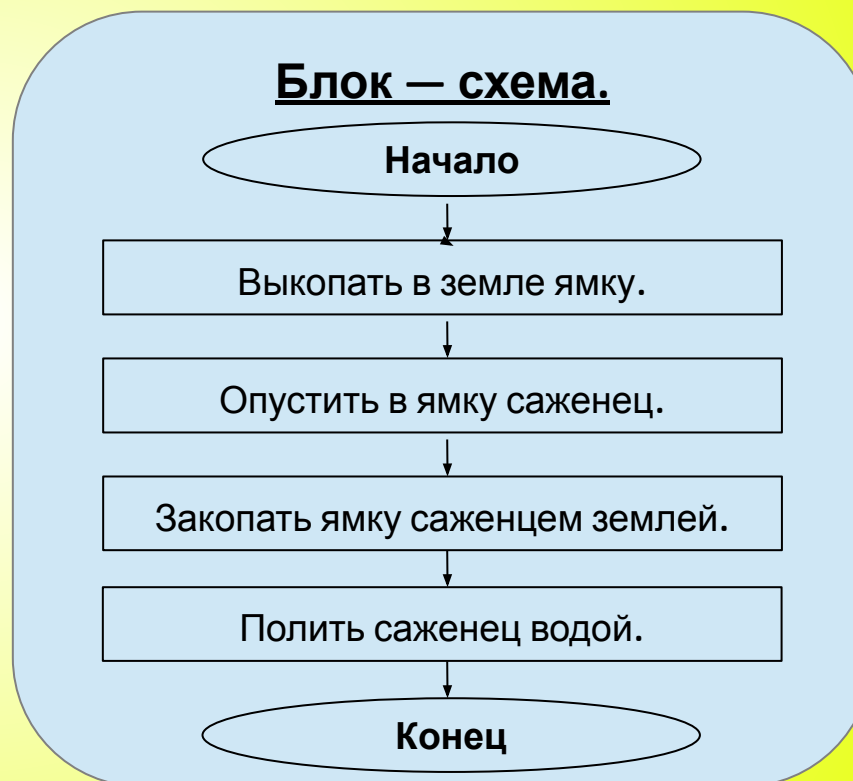 Блок — схема.
Начало
Выкопать в земле ямку.
Опустить в ямку саженец.
Закопать ямку саженцем землей.
Полить саженец водой.
Конец